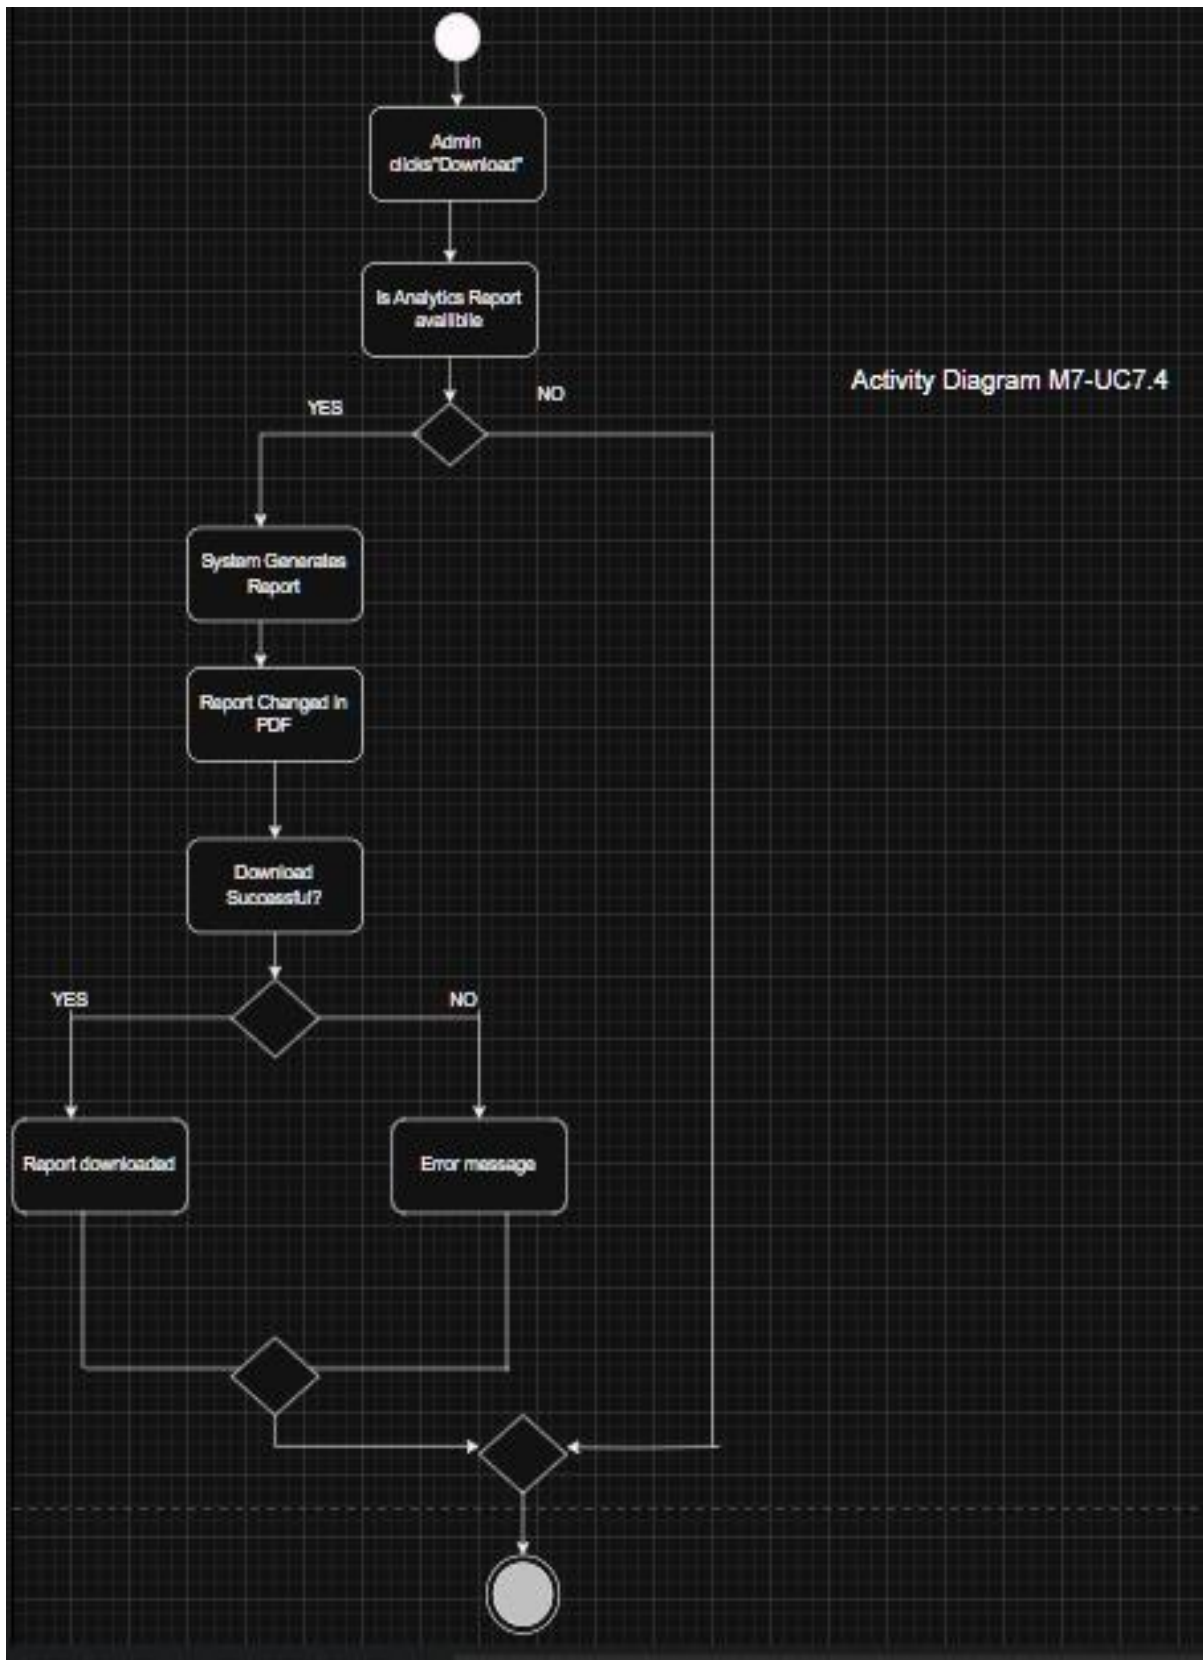 Admin
clicks"Download"
Is Analytics Report
availibile
Activity Diagram M7-UC7.4
NO
YES
System Generates
Report
Report Changed in
PDF
Download
Successful?
YES
NO
Report downloaded
Error message